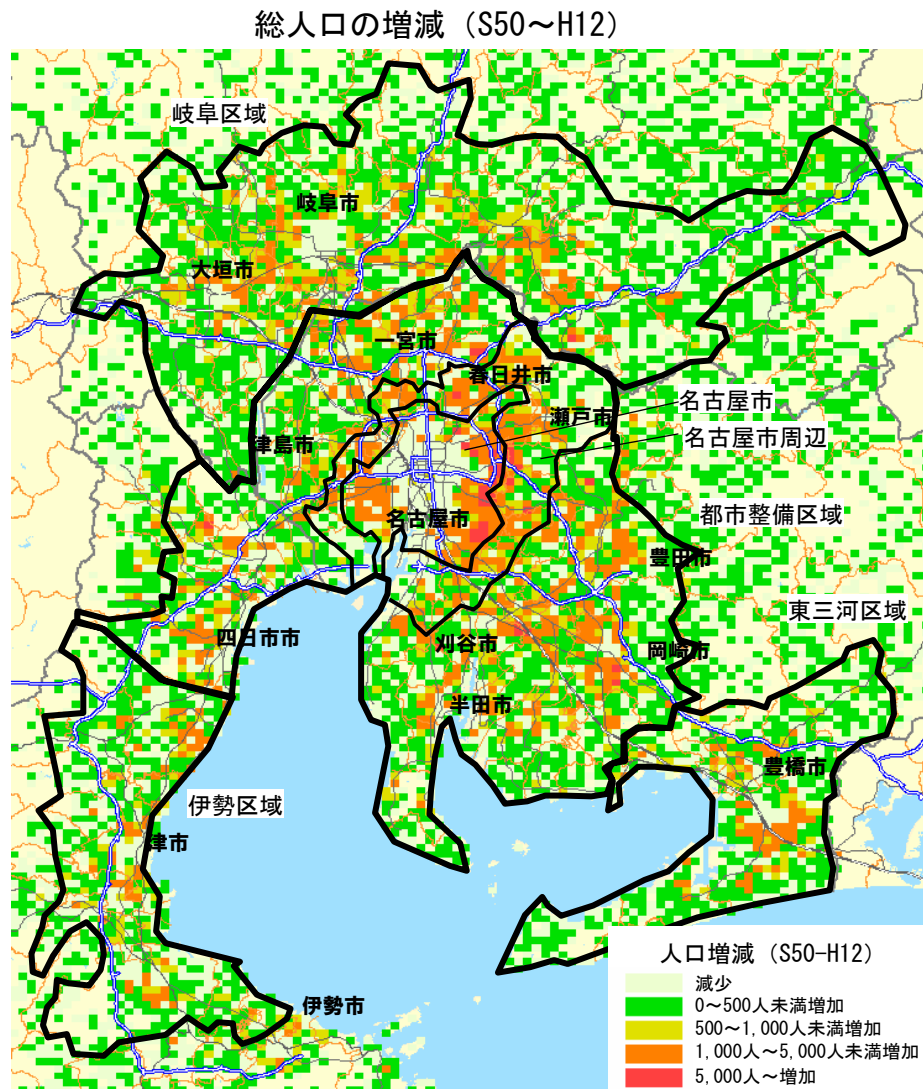 総人口の増減（S50～H12）
岐阜区域
岐阜市
大垣市
一宮市
春日井市
名古屋市
瀬戸市
名古屋市周辺
津島市
名古屋市
都市整備区域
豊田市
東三河区域
四日市市
刈谷市
岡崎市
半田市
豊橋市
伊勢区域
津市
伊勢市
人口増減（S50-H12）
減少
0～500人未満増加
500～1,000人未満増加
1,000人～5,000人未満増加
5,000人～増加